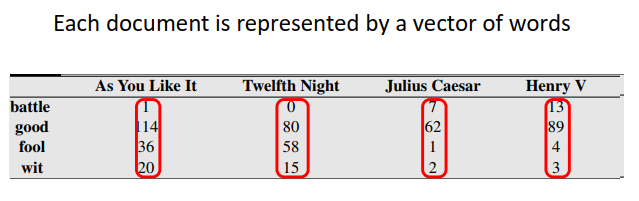 Each document is represented by a vector of words
As You Like It Twelfth Night Julius Caesar Henry V
battle 1 0 7 13
good 114 80 62 89
fool 36 58 1 4
wit 20 15 2 3